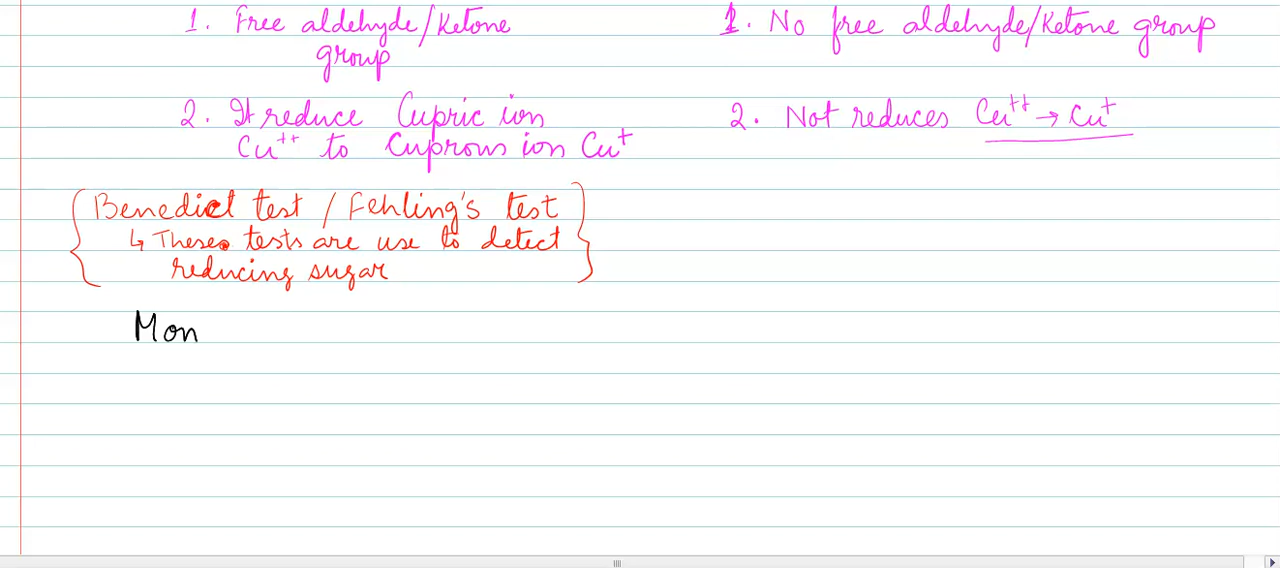 1. Free aldehyde/Ketone
group
2. It reduce Cupric ion
Cu++ to Cuprous ion Cu+
1. No free aldehyde/Ketone group
2. Not reduces Cu++ → Cu+
Benedict test / Fehling's test
↳ These tests are use to detect
reducing sugar
Mon